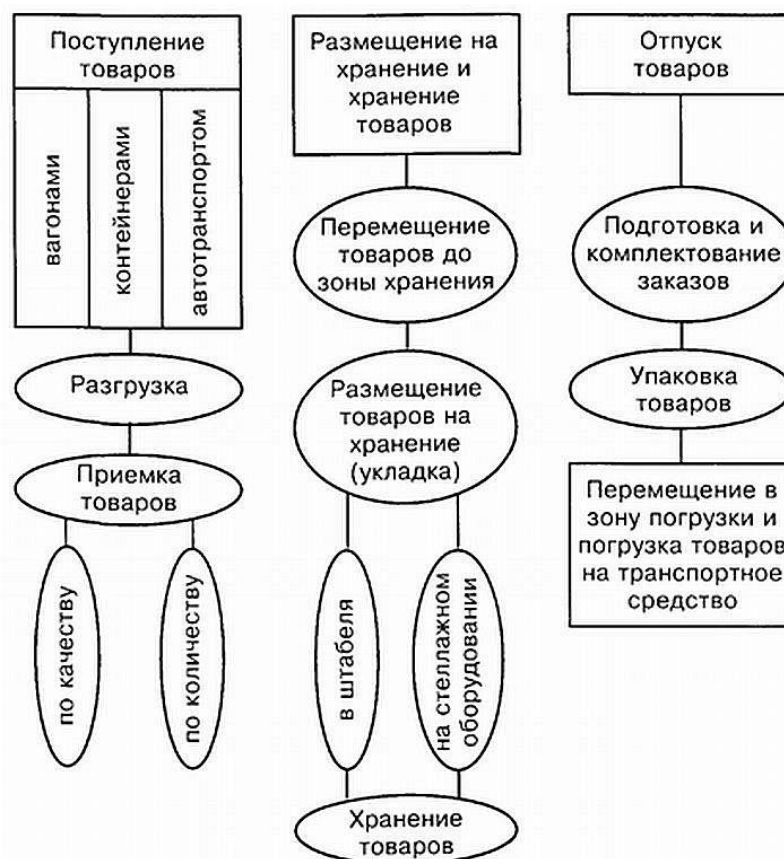 Поступление
товаров
вагонами
контейнерами
автотранспортом
Разгрузка
Приемка
товаров
по качеству
по количеству
Размещение на
хранение и
хранение
товаров
Перемещение
товаров до
зоны хранения
Размещение
товаров на
хранение
(укладка)
в штабеля
на стеллажном
оборудовании
Хранение
товаров
Отпуск
товаров
Подготовка и
комплектование
заказов
Упаковка
товаров
Перемещение в
зону погрузки и
погрузка товаров
на транспортное
средство